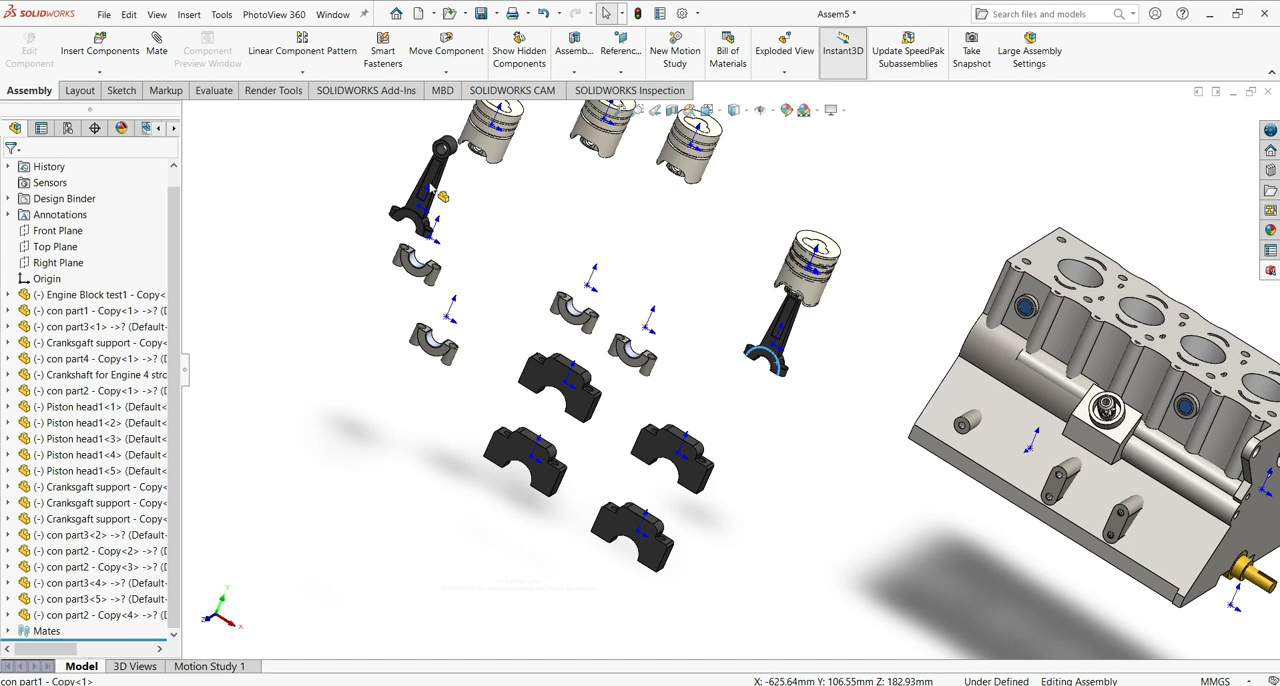 SOLIDWORKS
File
Edit
View
Insert
Tools
PhotoView 360
Window
Assem5 *
Search files and models
Edit
Component
Insert Components
Mate
Component
Preview Window
Linear Component Pattern
Smart
Fasteners
Move Component
Show Hidden
Components
Assemb...
Referenc...
New Motion
Study
Bill of
Materials
Exploded View
Instant3D
Update SpeedPak
Subassemblies
Take
Snapshot
Large Assembly
Settings
Assembly
Layout
Sketch
Markup
Evaluate
Render Tools
SOLIDWORKS Add-Ins
MBD
SOLIDWORKS CAM
SOLIDWORKS Inspection
History
Sensors
Design Binder
Annotations
Front Plane
Top Plane
Right Plane
Origin
(-) Engine Block test1 - Copy<
(-) con part1 - Copy<1> ->? (D
(-) con part3<1> ->? (Default-
(-) Cranksgaft support - Copy<
(-) con part4 - Copy<1> ->? (D
(-) Crankshaft for Engine 4 stro
(-) con part2 - Copy<1> ->? (D
(-) Piston head1<1> (Default<
(-) Piston head1<2> (Default<
(-) Piston head1<3> (Default<
(-) Piston head1<4> (Default<
(-) Piston head1<5> (Default<
(-) Cranksgaft support - Copy<
(-) Cranksgaft support - Copy<
(-) Cranksgaft support - Copy<
(-) con part3<2> ->? (Default-
(-) con part2 - Copy<2> ->? (D
(-) con part2 - Copy<3> ->? (D
(-) con part3<4> ->? (Default-
(-) con part3<5> ->? (Default-
(-) con part2 - Copy<4> ->? (D
Mates
Y
Z
X
Model
3D Views
Motion Study 1
con part1 - Copy<1>
X: -625.64mm Y: 106.55mm Z: 182.93mm
Under Defined
Editing Assembly
MMGS